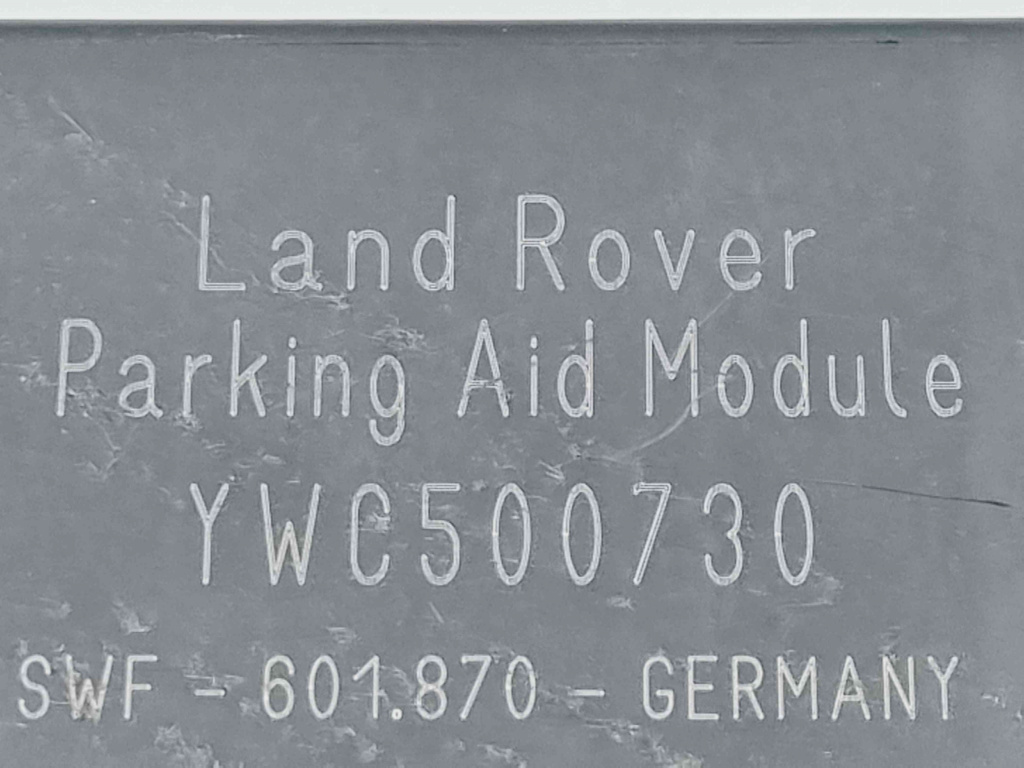 Land Rover
Parking Aid Module
YWC500730
SWF - 601.870 - GERMANY